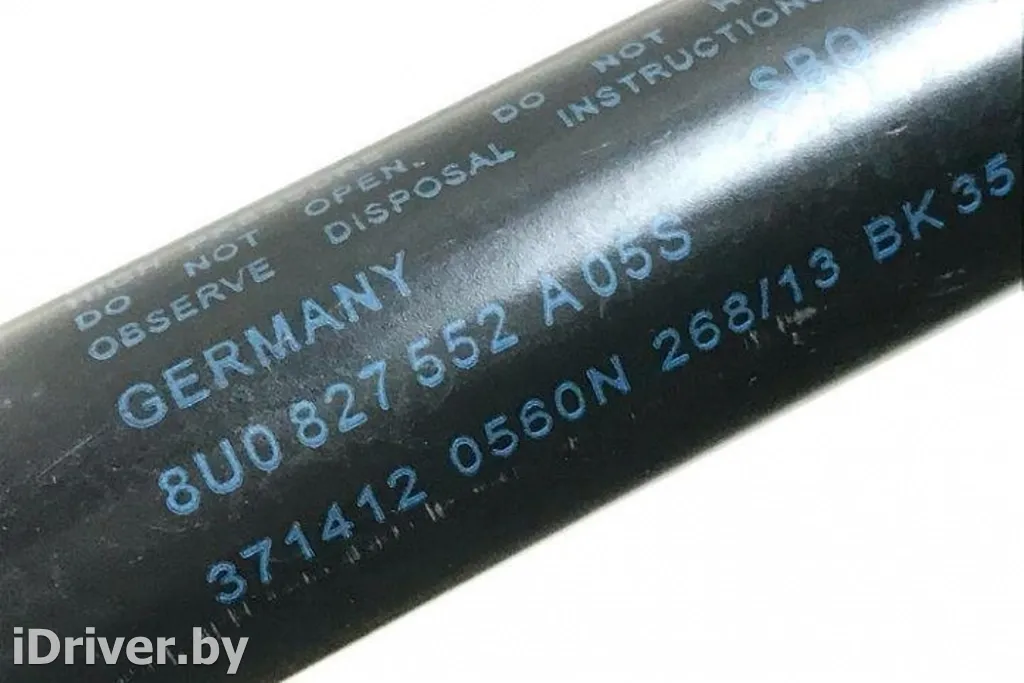 DO NOT OPEN. DO NOT
OBSERVE DISPOSAL INSTRUCTIONS
GERMANY SBO
8U0 827 552 A 05S
371412 0560N 268/13 BK 35
iDriver.by